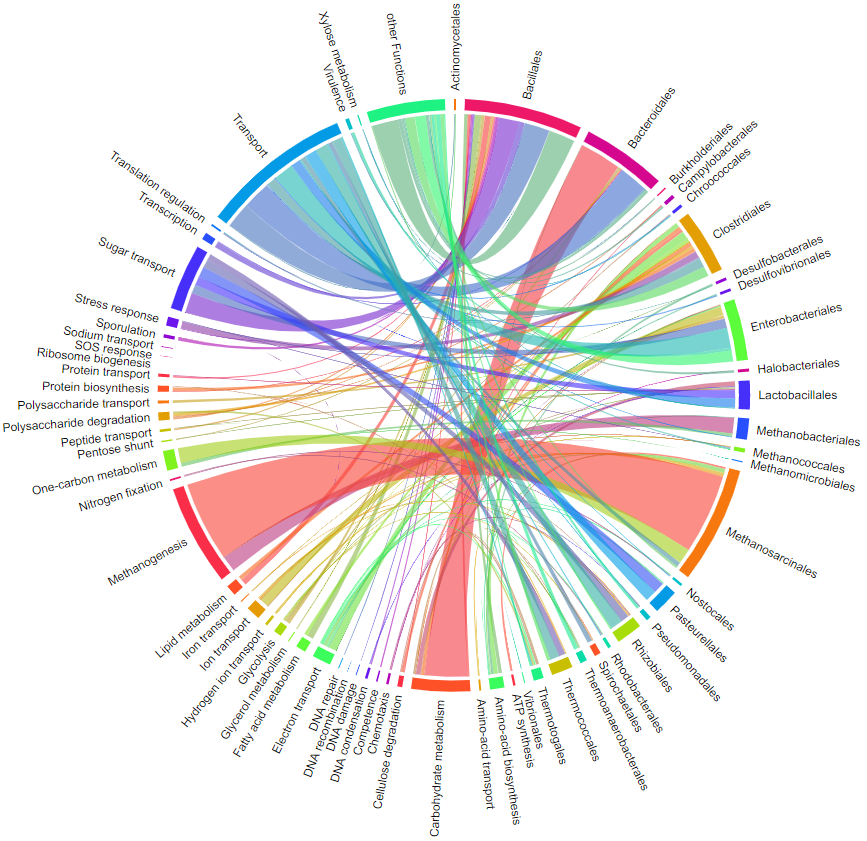 Actinomycetales
Bacillales
Bacteroidales
Burkholderiales
Campylobacterales
Chroococcales
Clostridiales
Desulfobacterales
Desulfovibrionales
Enterobacteriales
Halobacteriales
Lactobacillales
Methanobacteriales
Methanococcales
Methanomicrobiales
Methanosarcinales
Nostocales
Pasteurellales
Pseudomonadales
Rhizobiales
Rhodobacterales
Spirochaetales
Thermoanaerobacterales
Thermococcales
Thermologales
Vibrionales
ATP synthesis
Amino-acid biosynthesis
Amino-acid transport
Carbohydrate metabolism
Cellulose degradation
Chemotaxis
Competence
DNA condensation
DNA damage
DNA recombination
DNA repair
Electron transport
Fatty acid metabolism
Glycerol metabolism
Glycolysis
Hydrogen ion transport
Ion transport
Iron transport
Lipid metabolism
Methanogenesis
Nitrogen fixation
One-carbon metabolism
Pentose shunt
Peptide transport
Polysaccharide degradation
Polysaccharide transport
Protein biosynthesis
Protein transport
Ribosome biogenesis
SOS response
Sodium transport
Sporulation
Stress response
Sugar transport
Transcription
Translation regulation
Transport
Virulence
Xylose metabolism
other Functions